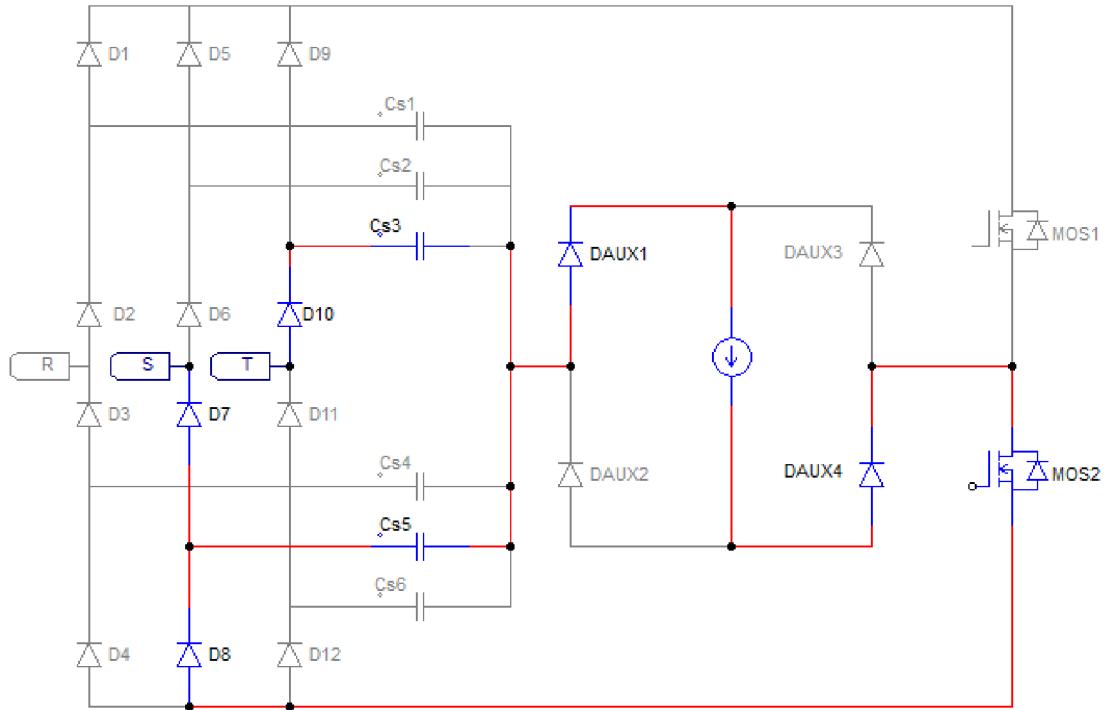 D1 D5 D9
Cs1
Cs2
Cs3
MOS1
DAUX1 DAUX3
D2 D6 D10
R S T
D3 D7 D11
Cs4
DAUX2 DAUX4 MOS2
Cs5
Cs6
D4 D8 D12